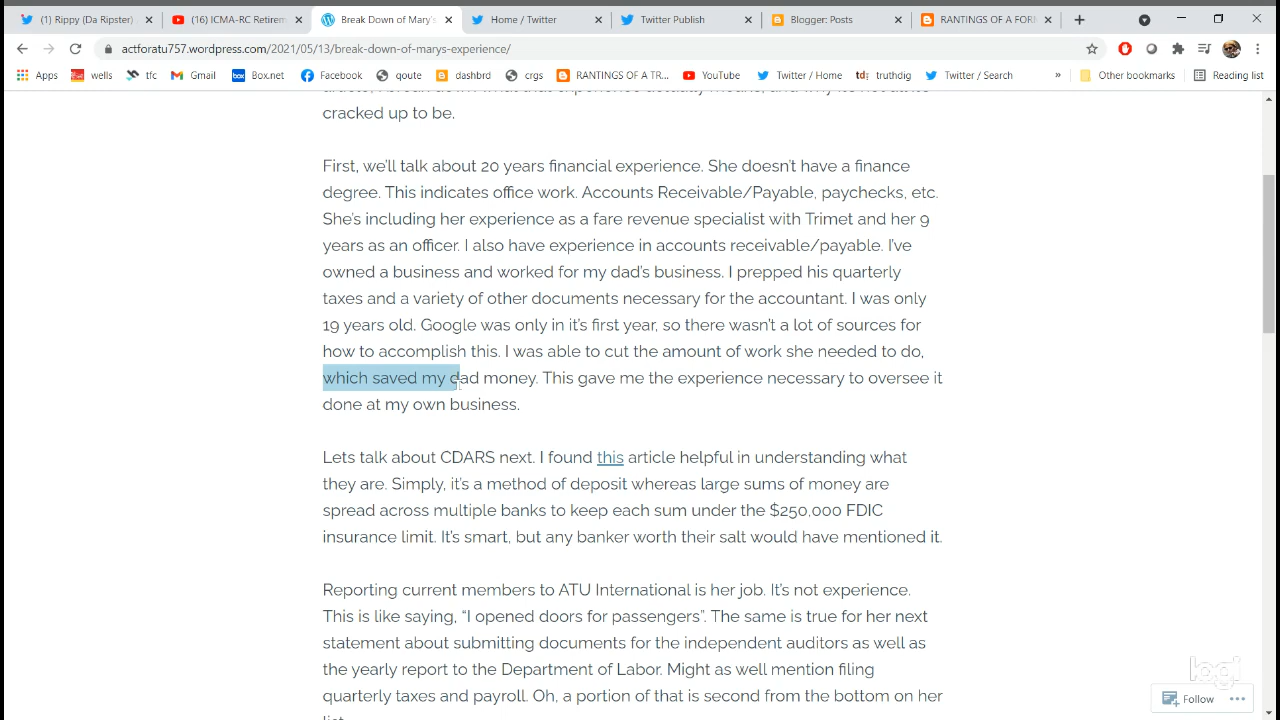 (1) Rippy (Da Ripster)
(16) ICMA-RC Retirem
Break Down of Mary's
Home / Twitter
Twitter Publish
Blogger: Posts
RANTINGS OF A FOR
actforatu757.wordpress.com/2021/05/13/break-down-of-marys-experience/
Apps wells tfc Gmail Box.net Facebook qoute dashbrd crgs RANTINGS OF A TR... YouTube Twitter / Home truthdig Twitter / Search » Other bookmarks Reading list
cracked up to be.
First, we'll talk about 20 years financial experience. She doesn't have a finance
degree. This indicates office work. Accounts Receivable/Payable, paychecks, etc.
She's including her experience as a fare revenue specialist with Trimet and her 9
years as an officer. I also have experience in accounts receivable/payable. I've
owned a business and worked for my dad's business. I prepped his quarterly
taxes and a variety of other documents necessary for the accountant. I was only
19 years old. Google was only in it's first year, so there wasn't a lot of sources for
how to accomplish this. I was able to cut the amount of work she needed to do,
which saved my dad money. This gave me the experience necessary to oversee it
done at my own business.
Lets talk about CDARS next. I found this article helpful in understanding what
they are. Simply, it's a method of deposit whereas large sums of money are
spread across multiple banks to keep each sum under the $250,000 FDIC
insurance limit. It's smart, but any banker worth their salt would have mentioned it.
Reporting current members to ATU International is her job. It's not experience.
This is like saying, "I opened doors for passengers". The same is true for her next
statement about submitting documents for the independent auditors as well as
the yearly report to the Department of Labor. Might as well mention filing
quarterly taxes and payroll. Oh, a portion of that is second from the bottom on her
Follow